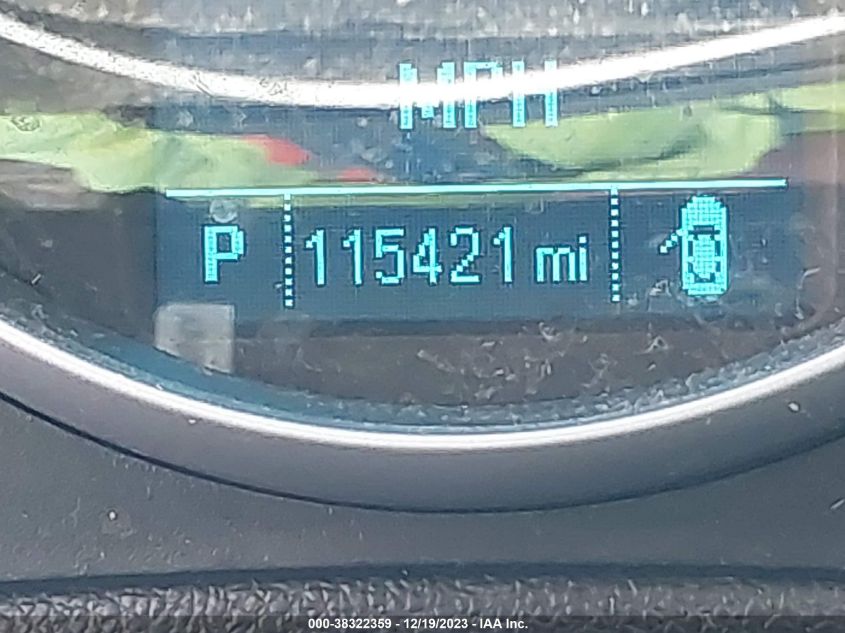 MPH
P 115421 mi
000-38322359 - 12/19/2023 - IAA Inc.